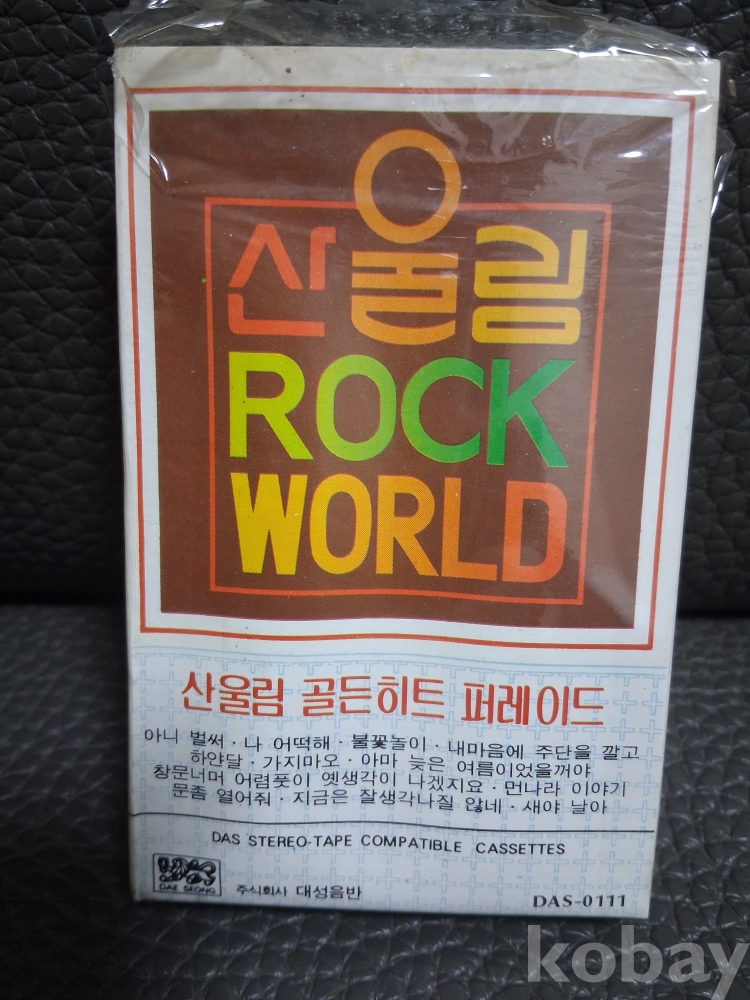 산울림
ROCK
WORLD
산울림 골든히트 퍼레이드
아니 벌써 · 나 어떡해 · 불꽃놀이 · 내마음에 주단을 깔고
하얀달 · 가지마오 · 아마 늦은 여름이었을꺼야
창문너머 어렴풋이 옛생각이 나겠지요 · 먼나라 이야기
문좀 열어줘 · 지금은 잘생각나질 않네 · 새야 날아
DAS STEREO-TAPE COMPATIBLE CASSETTES
DAE SEONG
주식회사 대성음반
DAS-0111
kobay